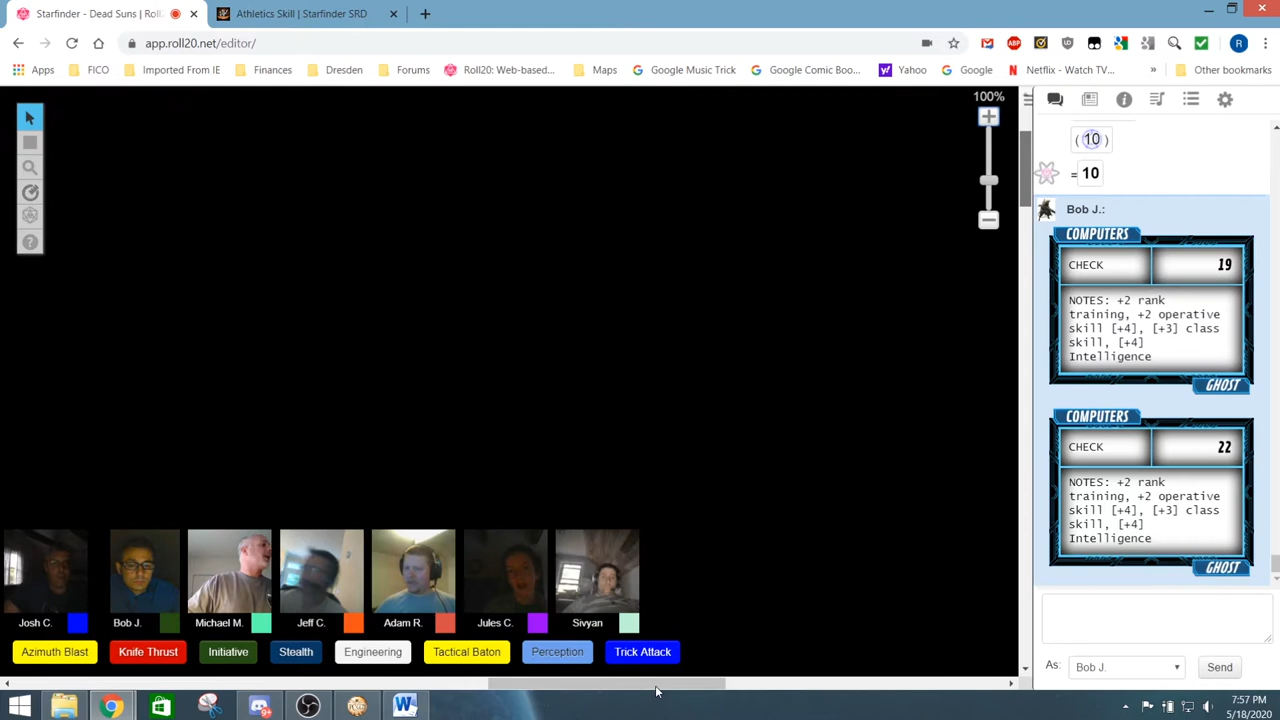 Starfinder - Dead Suns | Roll
Athletics Skill | Starfinder SRD
app.roll20.net/editor/
Apps
FICO
Imported From IE
Finances
Dresden
Forums
Roll20: Web-based...
Maps
Google Music Trick
Google Comic Boo...
Yahoo
Google
Netflix - Watch TV...
Other bookmarks
100%
(10)
=10
Bob J.:
COMPUTERS
CHECK 19
NOTES: +2 rank
training, +2 operative
skill [+4], [+3] class
skill, [+4]
Intelligence
GHOST
COMPUTERS
CHECK 22
NOTES: +2 rank
training, +2 operative
skill [+4], [+3] class
skill, [+4]
Intelligence
GHOST
Josh C.
Bob J.
Michael M.
Jeff C.
Adam R.
Jules C.
Sivyan
Azimuth Blast
Knife Thrust
Initiative
Stealth
Engineering
Tactical Baton
Perception
Trick Attack
As:
Bob J.
Send
7:57 PM
5/18/2020